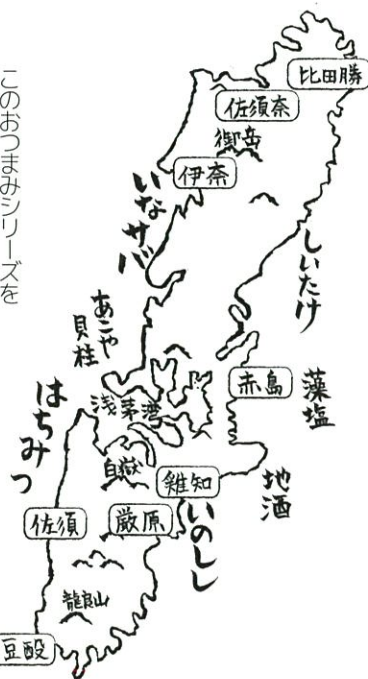 比田勝
佐須奈
御岳
伊奈
いなサバ
しいたけ
あこや
貝柱
赤島
藻塩
浅茅湾
はちみつ
白嶽
雞知
地酒
いのしし
佐須
厳原
龍良山
豆酘
このおつまみシリーズを